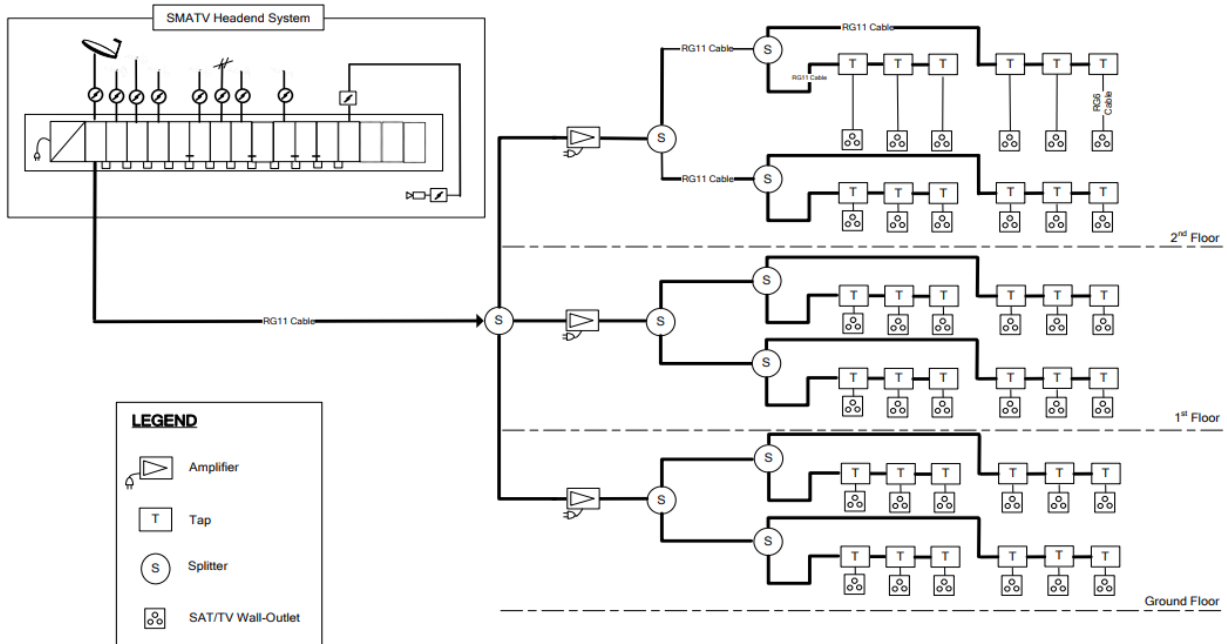 SMATV Headend System
RG11 Cable
RG11 Cable
S
RG11 Cable
T T T T T T
RG6 Cable
S
RG11 Cable
S
T T T T T T
2nd Floor
S
T T T T T T
RG11 Cable
S
S
S
T T T T T T
1st Floor
S
T T T T T T
S
S
T T T T T T
Ground Floor
LEGEND
Amplifier
T Tap
S Splitter
SAT/TV Wall-Outlet